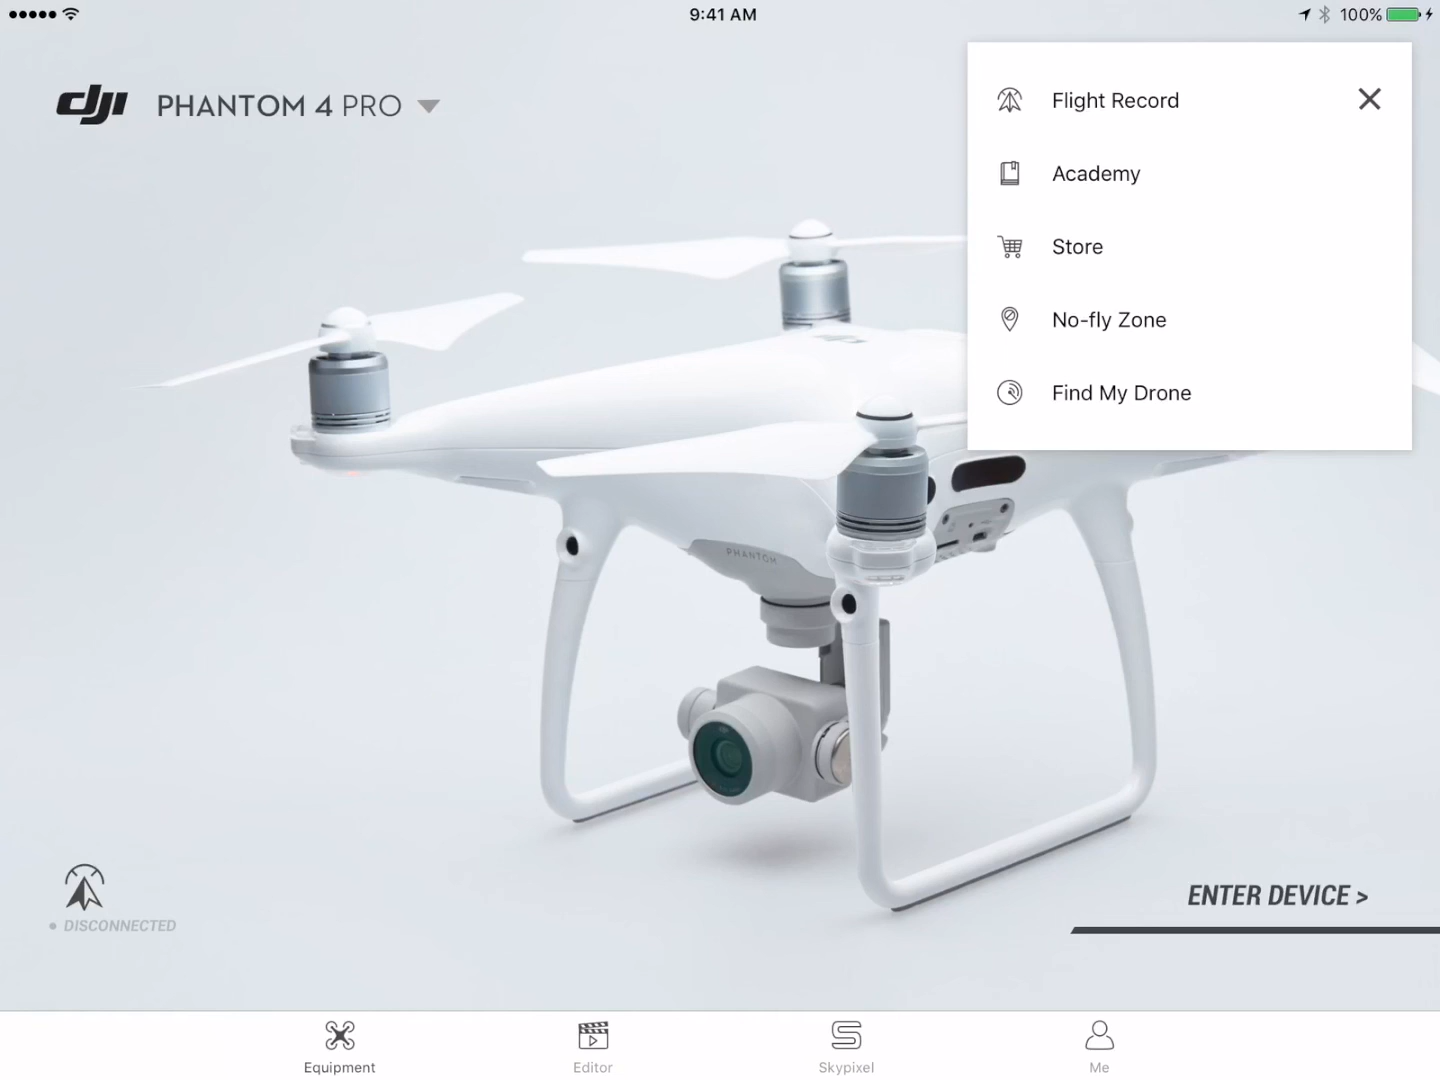 9:41 AM
100%
dji PHANTOM 4 PRO
Flight Record
Academy
Store
No-fly Zone
Find My Drone
PHANTOM
ENTER DEVICE >
DISCONNECTED
Equipment
Editor
Skypixel
Me